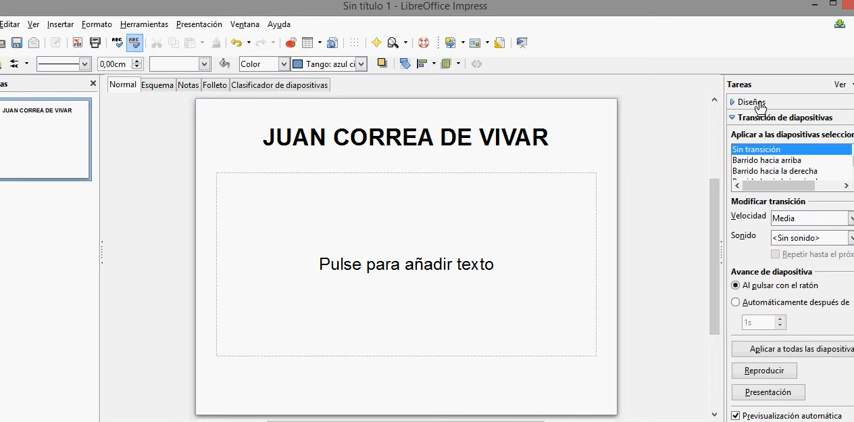 Sin título 1 - LibreOffice Impress
Editar Ver Insertar Formato Herramientas Presentación Ventana Ayuda
0,00cm Color Tango: azul ci
as
Normal Esquema Notas Folleto Clasificador de diapositivas
JUAN CORREA DE VIVAR
JUAN CORREA DE VIVAR
Pulse para añadir texto
Tareas Ver
Diseños
Transición de diapositivas
Aplicar a las diapositivas seleccion
Sin transición
Barrido hacia arriba
Barrido hacia la derecha
Modificar transición
Velocidad Media
Sonido <Sin sonido>
Repetir hasta el próx
Avance de diapositiva
Al pulsar con el ratón
Automáticamente después de
1s
Aplicar a todas las diapositiva
Reproducir
Presentación
Previsualización automática